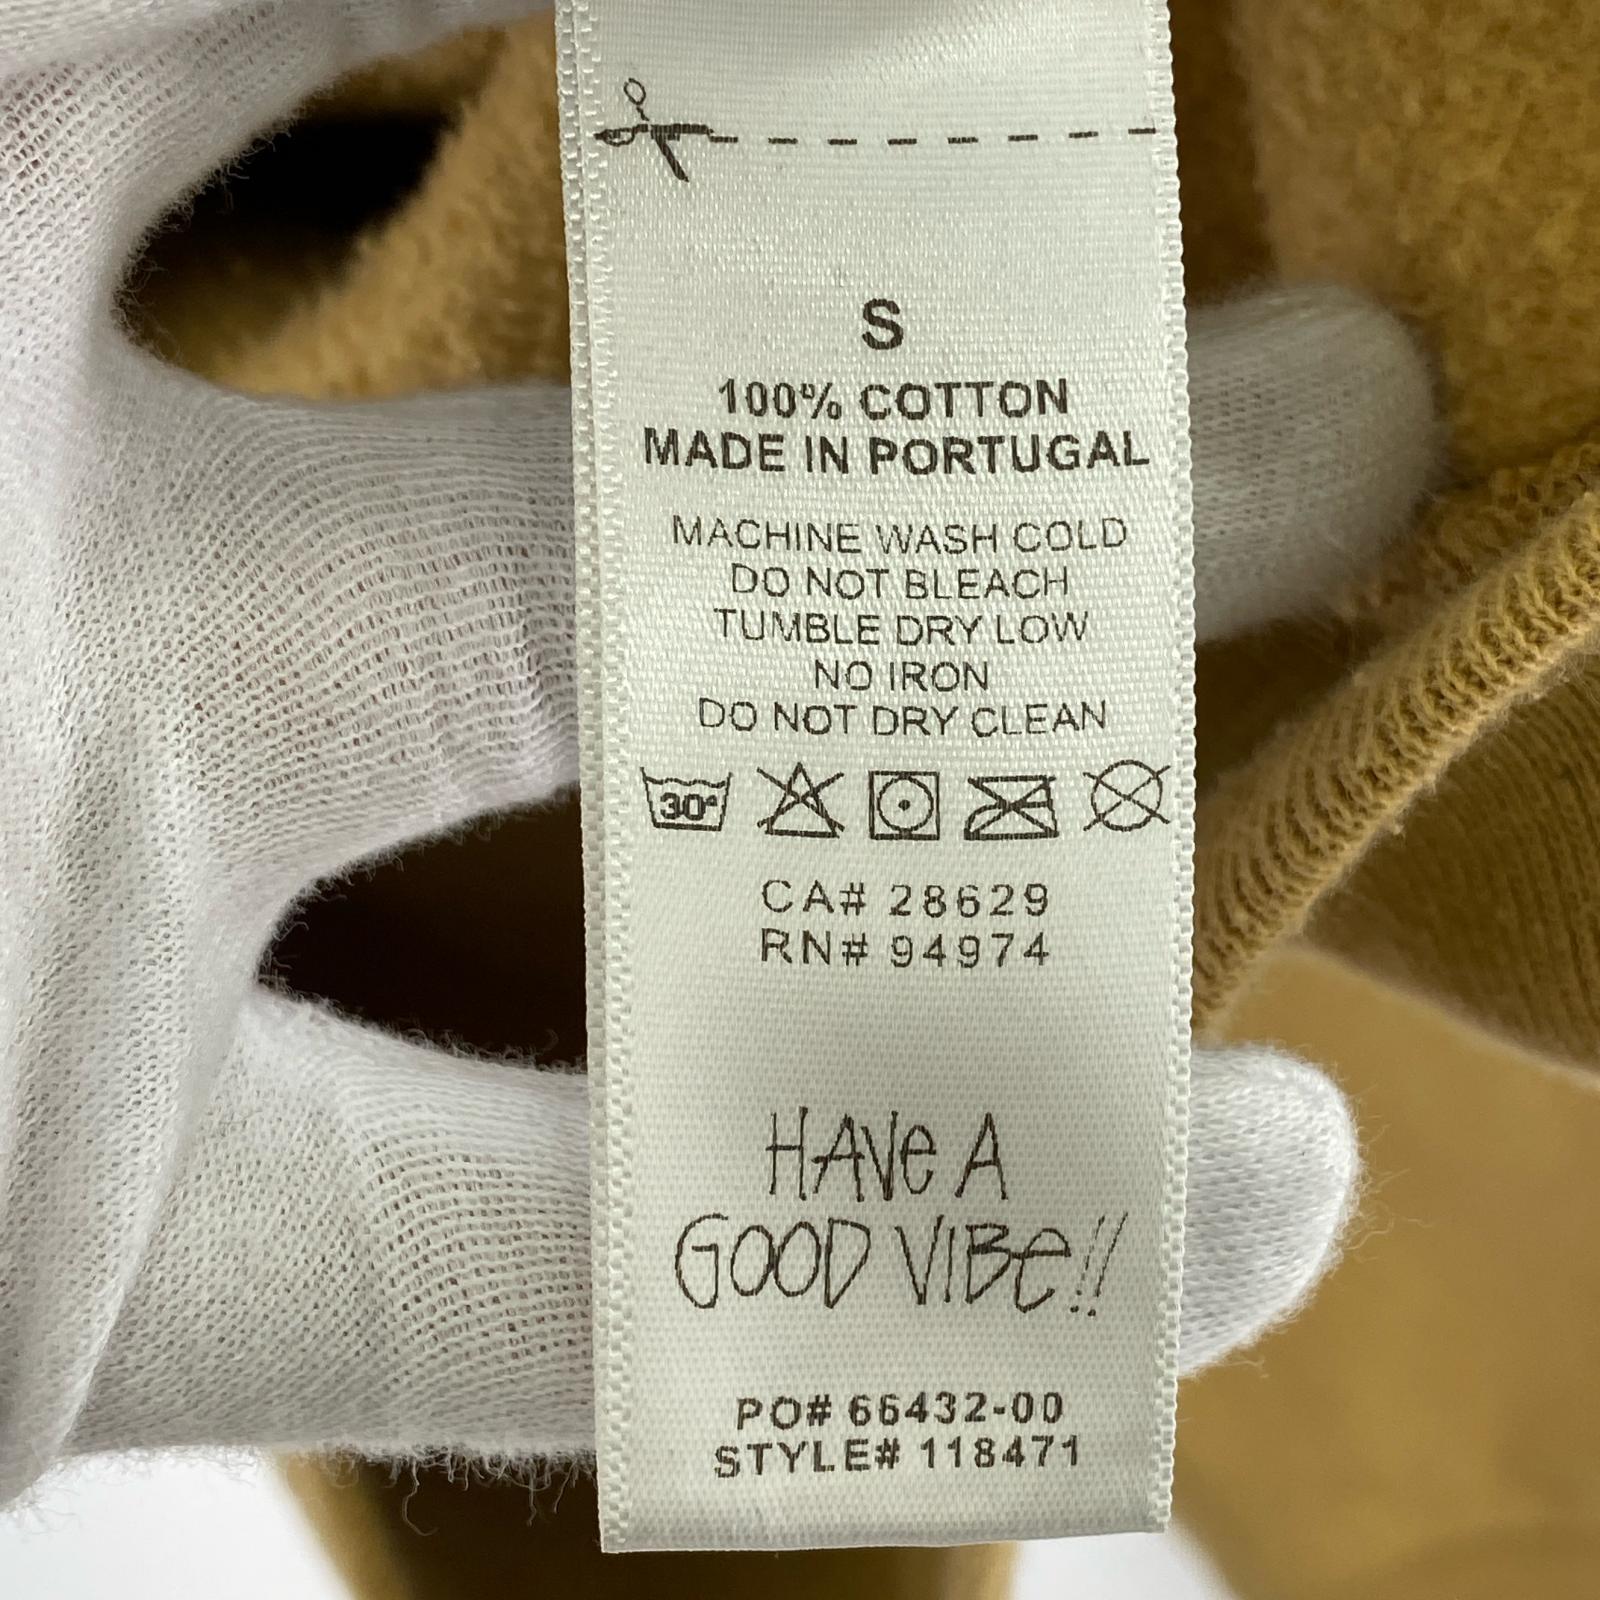 S
100% COTTON
MADE IN PORTUGAL
MACHINE WASH COLD
DO NOT BLEACH
TUMBLE DRY LOW
NO IRON
DO NOT DRY CLEAN
30°
CA# 28629
RN# 94974
HAVe A
GOOD VIBe!!
PO# 66432-00
STYLE# 118471